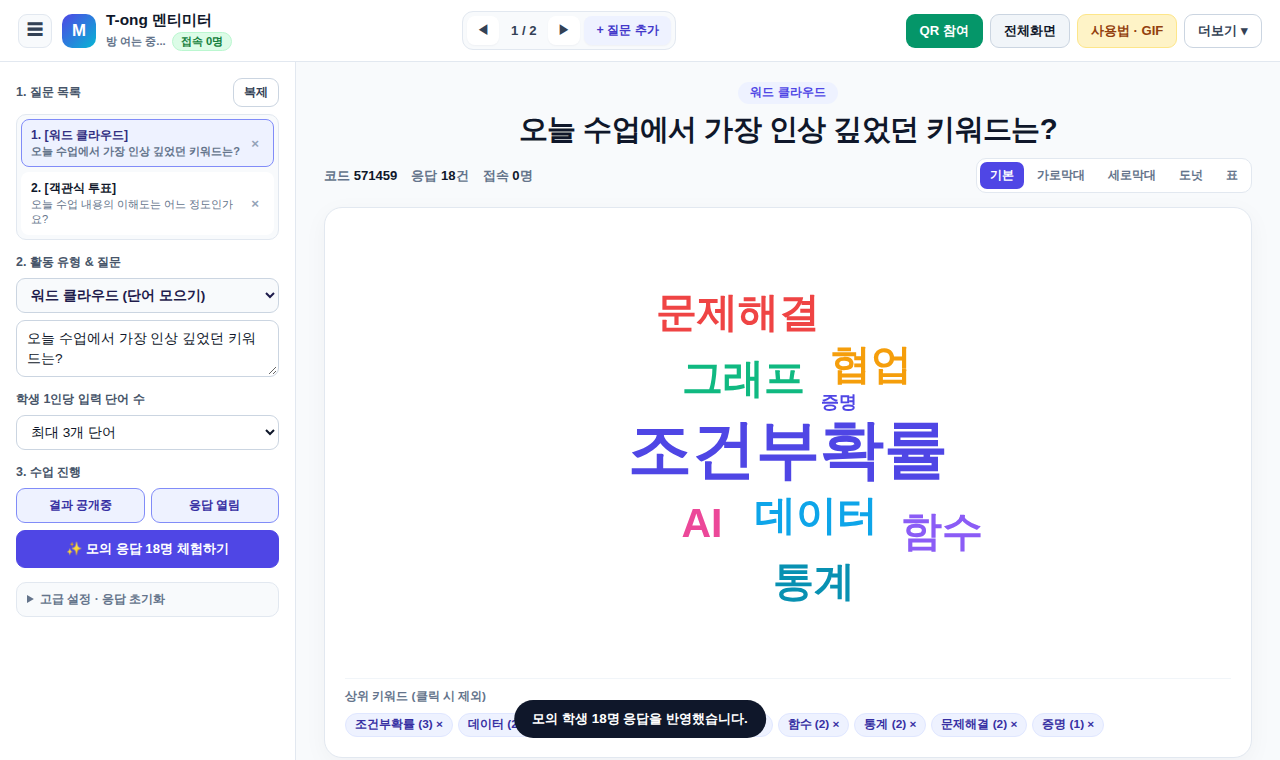 ☰
M
T-ong 멘티미터
방 여는 중... 접속 0명
◀ 1 / 2 ▶ + 질문 추가
QR 참여
전체화면
사용법 · GIF
더보기 ▾
1. 질문 목록
복제
1. [워드 클라우드]
오늘 수업에서 가장 인상 깊었던 키워드는?
×
2. [객관식 투표]
오늘 수업 내용의 이해도는 어느 정도인가
요?
×
2. 활동 유형 & 질문
워드 클라우드 (단어 모으기)
오늘 수업에서 가장 인상 깊었던 키워
드는?
학생 1인당 입력 단어 수
최대 3개 단어
3. 수업 진행
결과 공개중
응답 열림
✨ 모의 응답 18명 체험하기
▶ 고급 설정 · 응답 초기화
워드 클라우드
오늘 수업에서 가장 인상 깊었던 키워드는?
코드 571459 응답 18건 접속 0명
기본 가로막대 세로막대 도넛 표
문제해결
협업
그래프
증명
조건부확률
AI
데이터
함수
통계
상위 키워드 (클릭 시 제외)
조건부확률 (3) ×
데이터 (2
함수 (2) ×
통계 (2) ×
문제해결 (2) ×
증명 (1) ×
모의 학생 18명 응답을 반영했습니다.